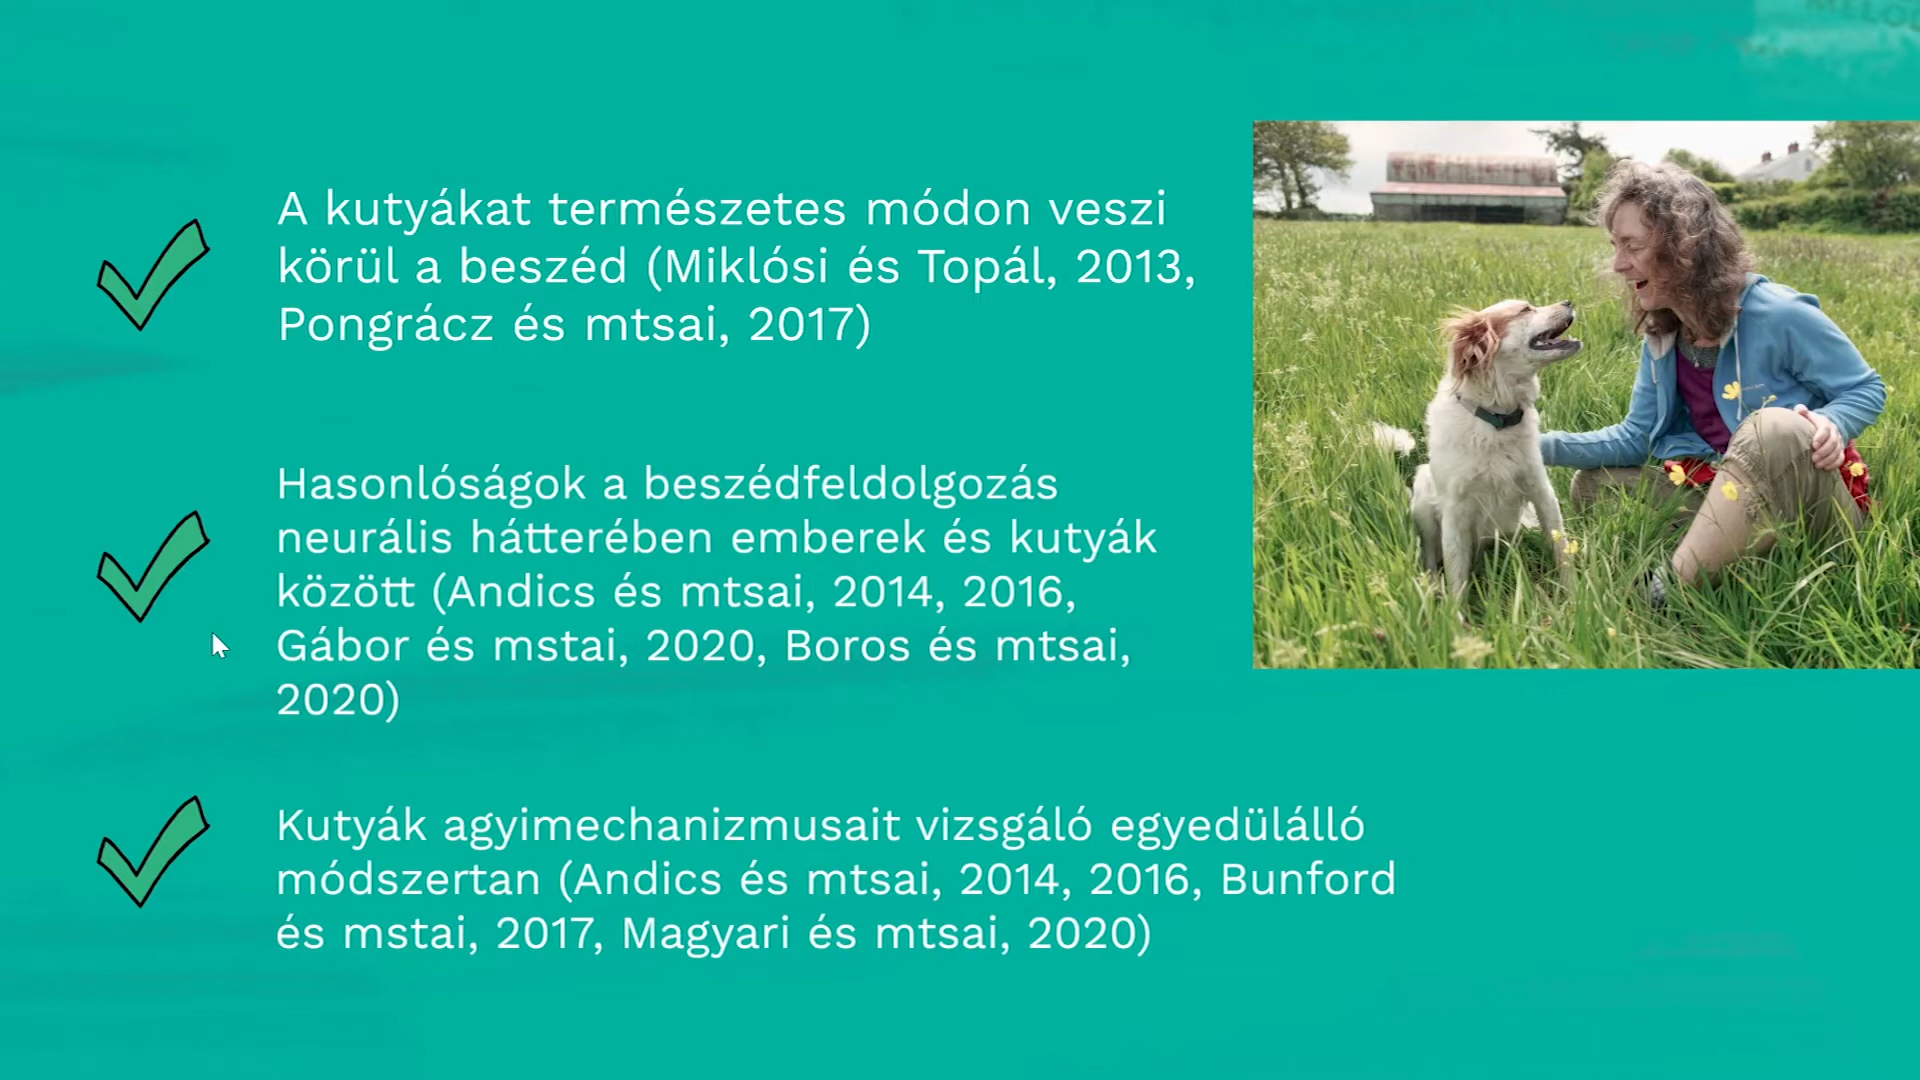 A kutyákat természetes módon veszi
körül a beszéd (Miklósi és Topál, 2013,
Pongrácz és mtsai, 2017)
Hasonlóságok a beszédfeldolgozás
neurális hátterében emberek és kutyák
között (Andics és mtsai, 2014, 2016,
Gábor és mstai, 2020, Boros és mtsai,
2020)
Kutyák agyimechanizmusait vizsgáló egyedülálló
módszertan (Andics és mtsai, 2014, 2016, Bunford
és mstai, 2017, Magyari és mtsai, 2020)